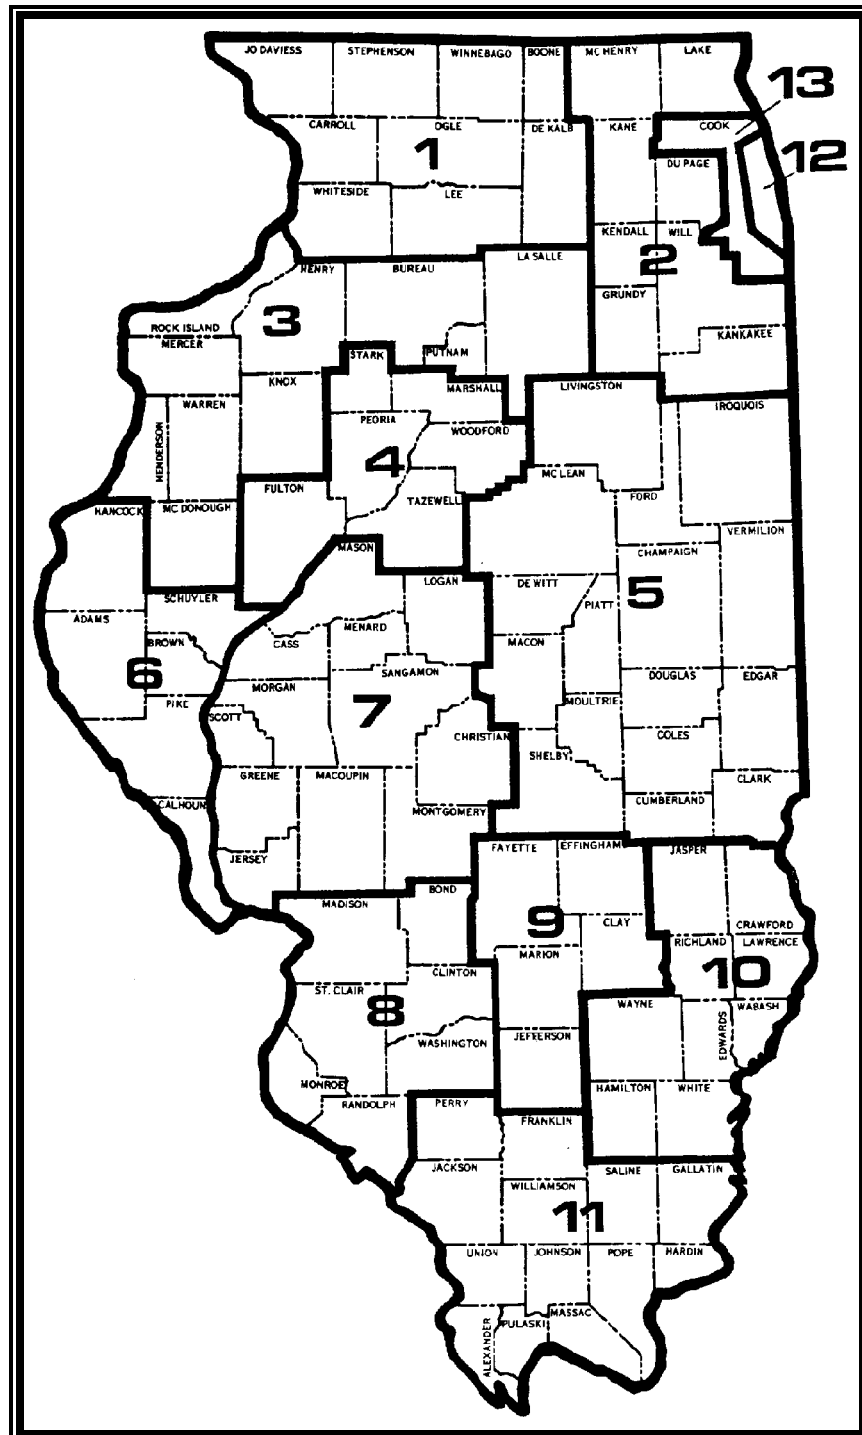 JO DAVIESS STEPHENSON WINNEBAGO BOONE MC HENRY LAKE
13
CARROLL OGLE DE KALB KANE COOK
1
12
DU PAGE
WHITESIDE LEE
KENDALL WILL
2
HENRY BUREAU LA SALLE
GRUNDY
3
ROCK ISLAND
MERCER
KANKAKEE
STARK PUTNAM
KNOX MARSHALL LIVINGSTON
WARREN IROQUOIS
PEORIA
WOODFORD
HENDERSON
4
MC LEAN
FULTON
FORD
HANCOCK MC DONOUGH TAZEWELL
VERMILION
MASON CHAMPAIGN
LOGAN DE WITT
5
SCHUYLER PIATT
ADAMS
MENARD
BROWN CASS MACON
6
SANGAMON DOUGLAS EDGAR
MORGAN
PIKE MOULTRIE
7
SCOTT
CHRISTIAN COLES
SHELBY
GREENE MACOUPIN CLARK
CALHOUN CUMBERLAND
MONTGOMERY
FAYETTE EFFINGHAM JASPER
JERSEY
BOND
MADISON
9
CLAY CRAWFORD
RICHLAND LAWRENCE
MARION
10
CLINTON
ST. CLAIR
8
WAYNE WABASH
EDWARDS
JEFFERSON
WASHINGTON
MONROE HAMILTON WHITE
RANDOLPH PERRY
FRANKLIN
JACKSON SALINE GALLATIN
WILLIAMSON
11
UNION JOHNSON POPE HARDIN
MASSAC
PULASKI
ALEXANDER